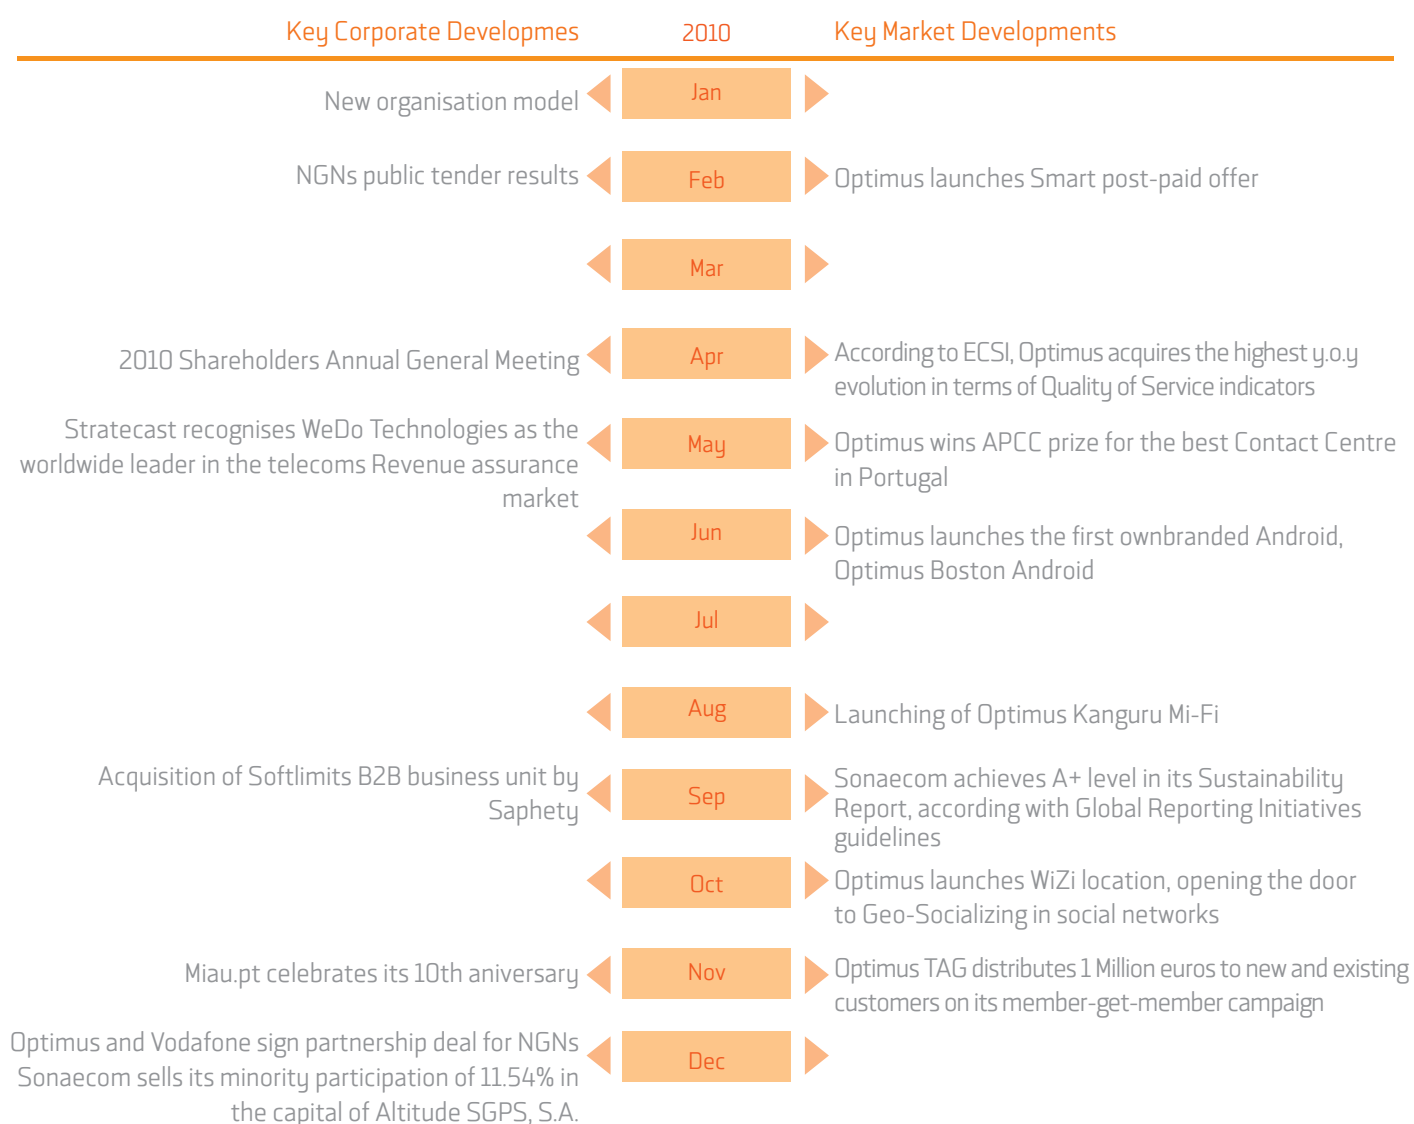 Key Corporate Developmes 2010 Key Market Developments
Jan
New organisation model
NGNs public tender results
Feb
Optimus launches Smart post-paid offer
Mar
2010 Shareholders Annual General Meeting
Apr
According to ECSI, Optimus acquires the highest y.o.y
evolution in terms of Quality of Service indicators
Stratecast recognises WeDo Technologies as the
worldwide leader in the telecoms Revenue assurance
market
May
Optimus wins APCC prize for the best Contact Centre
in Portugal
Jun
Optimus launches the first ownbranded Android,
Optimus Boston Android
Jul
Aug
Launching of Optimus Kanguru Mi-Fi
Acquisition of Softlimits B2B business unit by
Saphety
Sep
Sonaecom achieves A+ level in its Sustainability
Report, according with Global Reporting Initiatives
guidelines
Oct
Optimus launches WiZi location, opening the door
to Geo-Socializing in social networks
Miau.pt celebrates its 10th aniversary
Nov
Optimus TAG distributes 1 Million euros to new and existing
customers on its member-get-member campaign
Optimus and Vodafone sign partnership deal for NGNs
Sonaecom sells its minority participation of 11.54% in
the capital of Altitude SGPS, S.A.
Dec